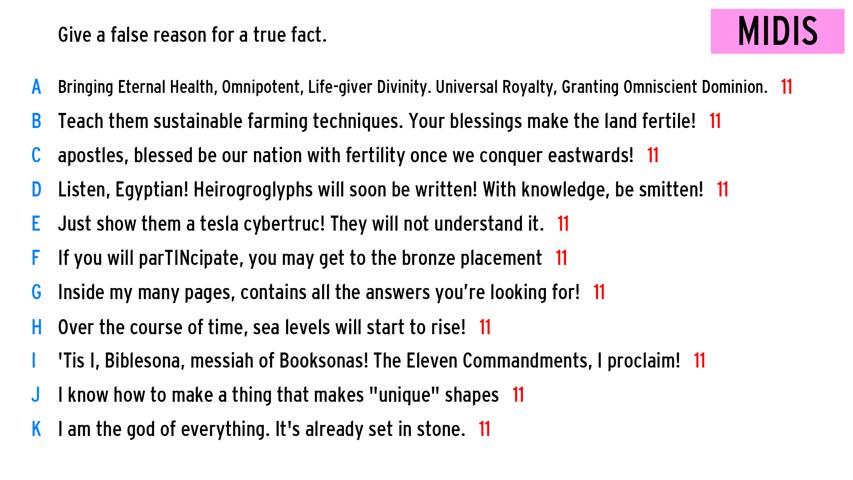 Give a false reason for a true fact.
MIDIS
A Bringing Eternal Health, Omnipotent, Life-giver Divinity. Universal Royalty, Granting Omniscient Dominion. 11
B Teach them sustainable farming techniques. Your blessings make the land fertile! 11
C apostles, blessed be our nation with fertility once we conquer eastwards! 11
D Listen, Egyptian! Heirogroglyphs will soon be written! With knowledge, be smitten! 11
E Just show them a tesla cybertruc! They will not understand it. 11
F If you will parTINcipate, you may get to the bronze placement 11
G Inside my many pages, contains all the answers you're looking for! 11
H Over the course of time, sea levels will start to rise! 11
I 'Tis I, Biblesona, messiah of Booksonas! The Eleven Commandments, I proclaim! 11
J I know how to make a thing that makes "unique" shapes 11
K I am the god of everything. It's already set in stone. 11